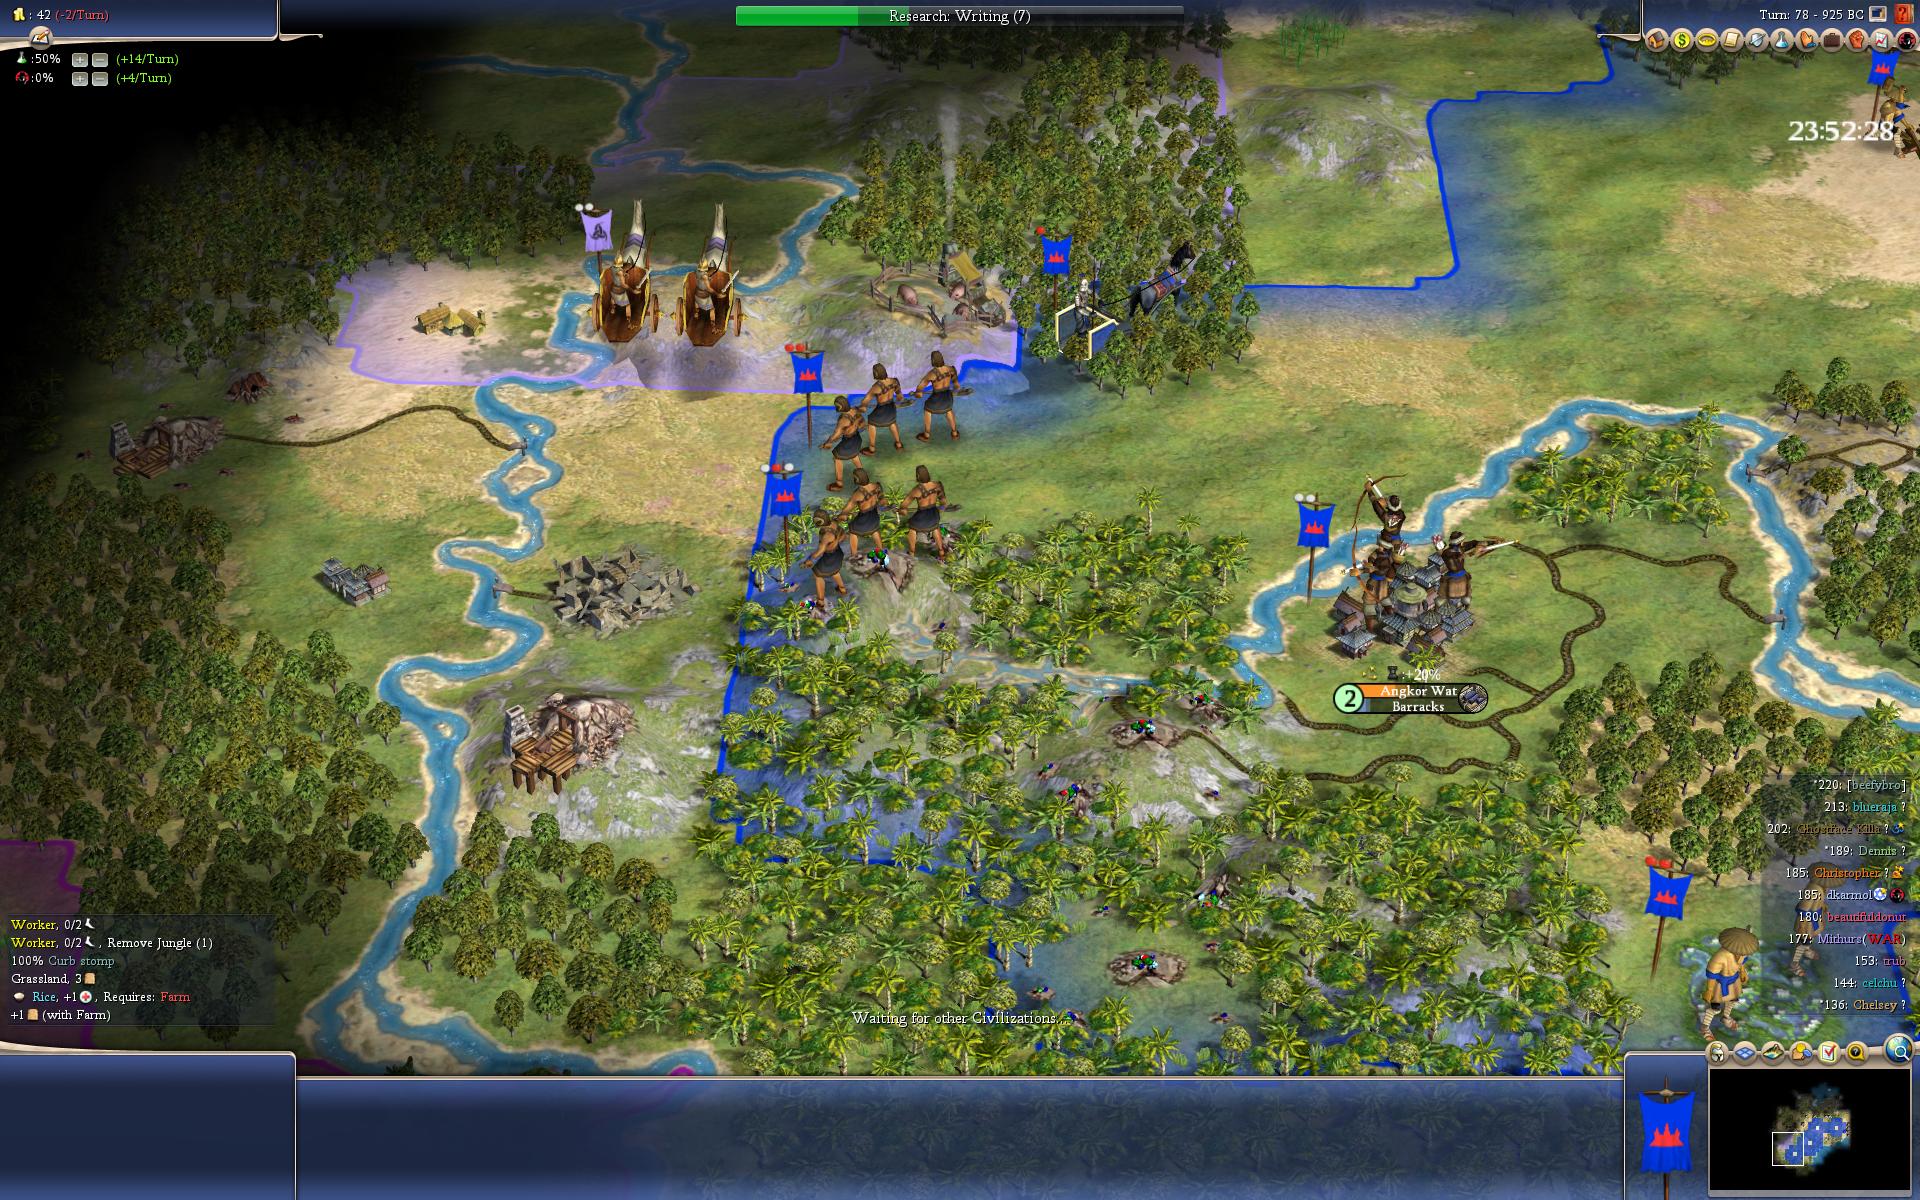 : 42 (-2/Turn)
Research: Writing (7)
Turn: 78 - 925 BC
:50% (+14/Turn)
:0% (+4/Turn)
23:52:28
:+20%
2 Angkor Wat
Barracks
*220: [beefybro]
213: blueraja ?
202: Ghostface Killa ?
*189: Dennis ?
185: Christopher ?
185: dkarmol
180: beautifuldonut
177: Mithurs(WAR)
153: trub
144: celchu ?
*136: Chelsey ?
Worker, 0/2
Worker, 0/2 , Remove Jungle (1)
100% Curb stomp
Grassland, 3
Rice, +1 , Requires: Farm
+1 (with Farm)
Waiting for other Civilizations...